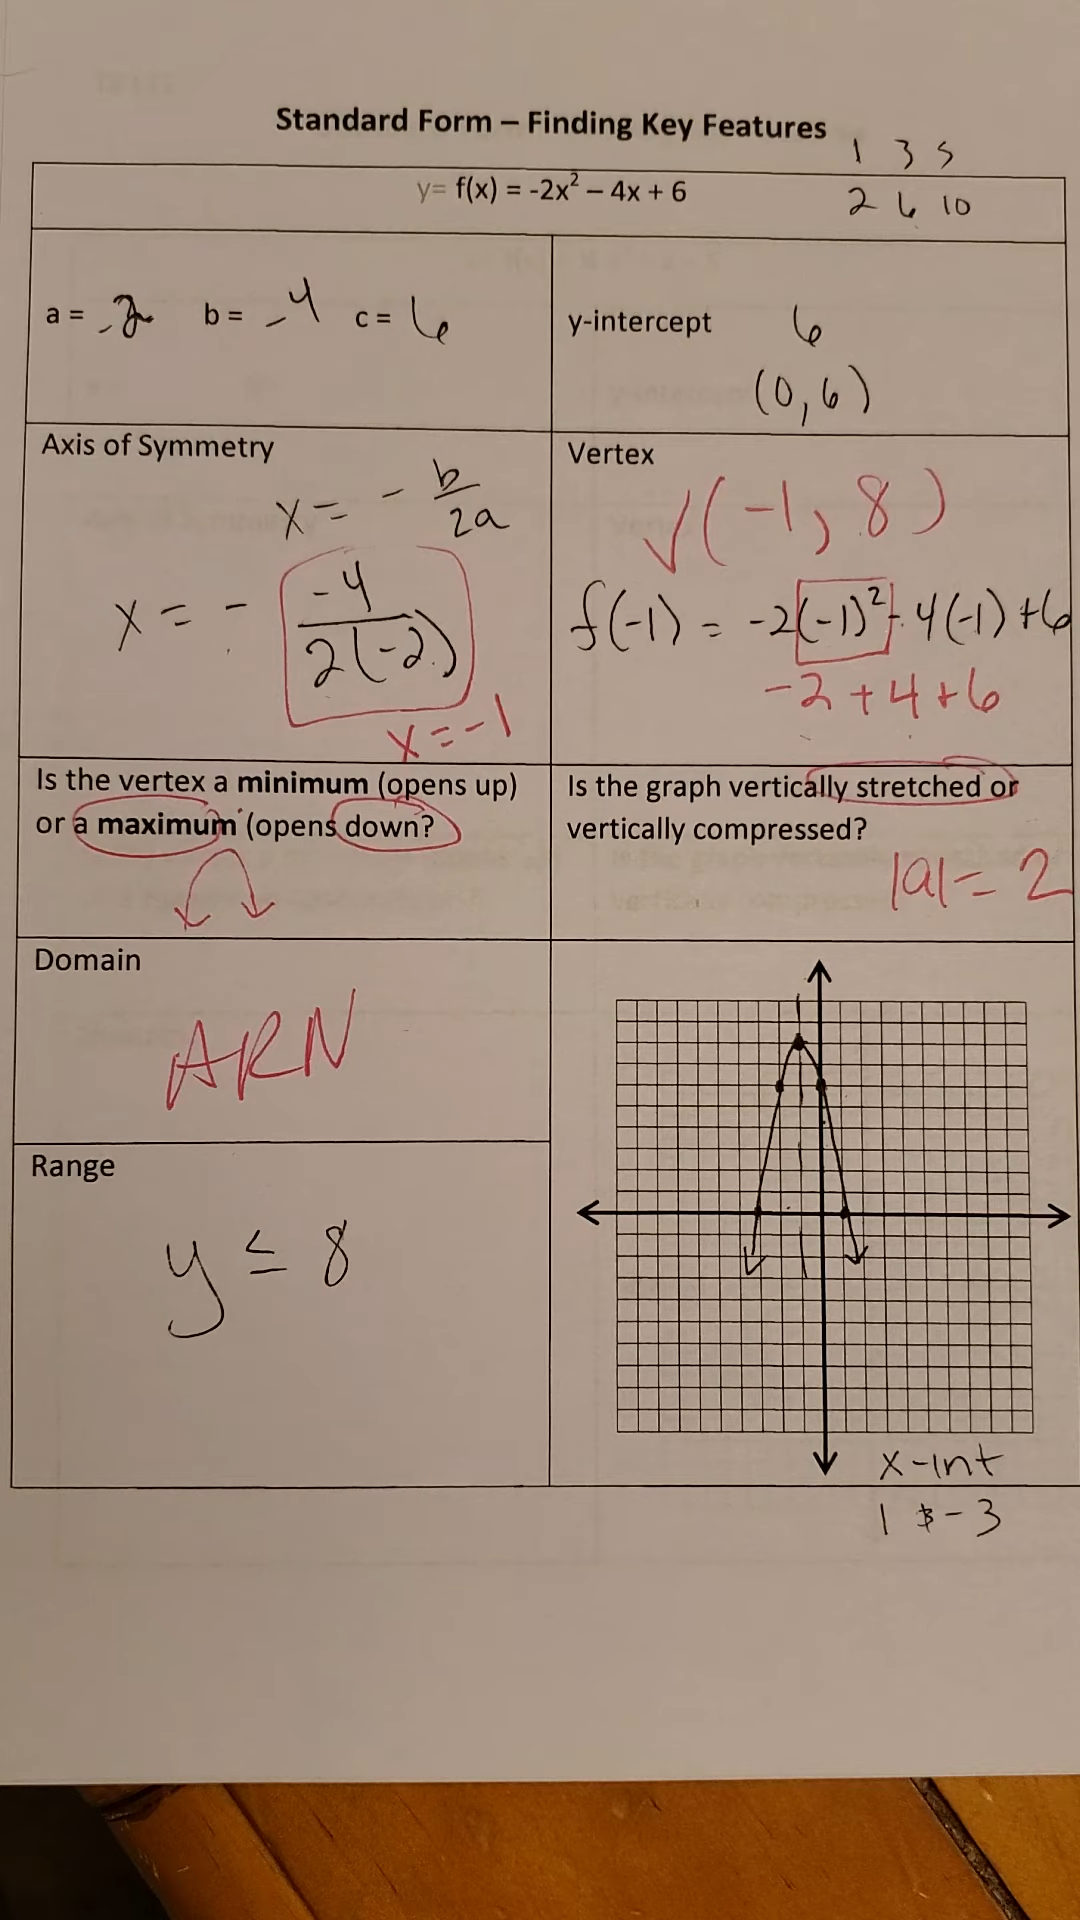 Standard Form – Finding Key Features
1 3 5
y= f(x) = -2x² – 4x + 6
2 6 10
a = -2 b = -4 c = 6
y-intercept 6
(0, 6)
Axis of Symmetry
x = - b/2a
x = - -4/2(-2)
x = -1
Vertex
V(-1, 8)
f(-1) = -2(-1)² - 4(-1) + 6
-2 + 4 + 6
Is the vertex a minimum (opens up)
or a maximum (opens down?
Is the graph vertically stretched or
vertically compressed?
|a| = 2
Domain
ARN
Range
y ≤ 8
x-int
1 & -3